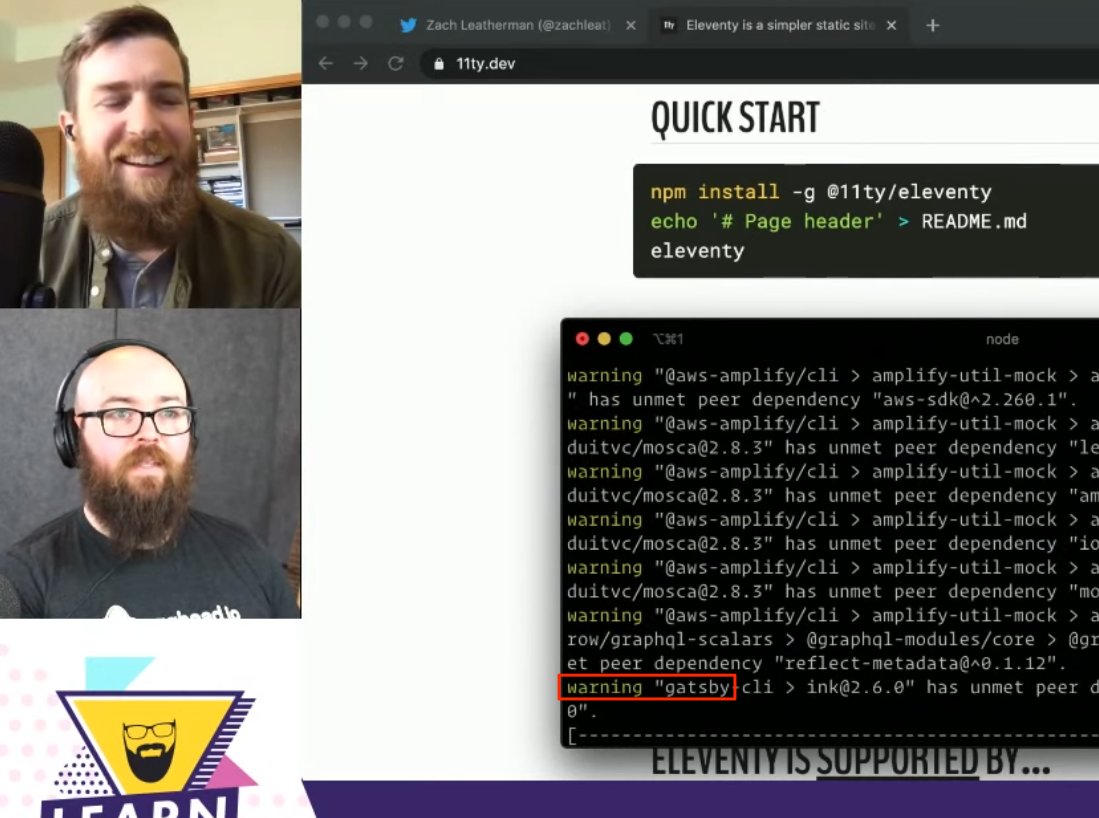 Zach Leatherman (@zachleat)
Eleventy is a simpler static site
11ty.dev
QUICK START
npm install -g @11ty/eleventy
echo '# Page header' > README.md
eleventy
⌥⌘1
node
warning "@aws-amplify/cli > amplify-util-mock > a
" has unmet peer dependency "aws-sdk@^2.260.1".
warning "@aws-amplify/cli > amplify-util-mock > a
duitvc/mosca@2.8.3" has unmet peer dependency "le
warning "@aws-amplify/cli > amplify-util-mock > a
duitvc/mosca@2.8.3" has unmet peer dependency "am
warning "@aws-amplify/cli > amplify-util-mock > a
duitvc/mosca@2.8.3" has unmet peer dependency "io
warning "@aws-amplify/cli > amplify-util-mock > a
duitvc/mosca@2.8.3" has unmet peer dependency "mo
warning "@aws-amplify/cli > amplify-util-mock > a
row/graphql-scalars > @graphql-modules/core > @gr
et peer dependency "reflect-metadata@^0.1.12".
warning "gatsby-cli > ink@2.6.0" has unmet peer d
0".
[------------------------------------------------
ELEVENTY IS SUPPORTED BY...
LEARN